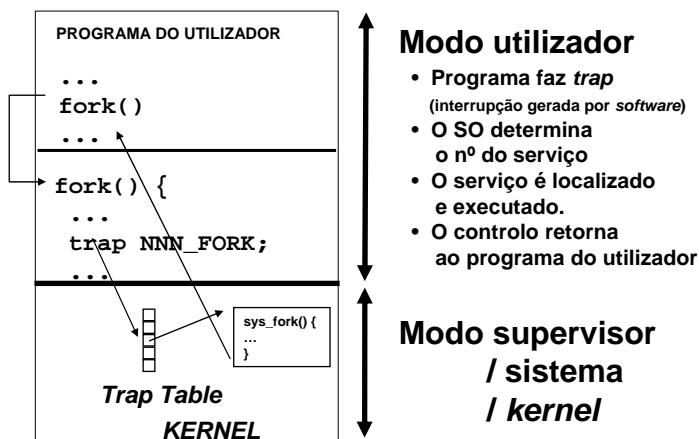 PROGRAMA DO UTILIZADOR
...
fork()
...
fork() {
...
trap NNN_FORK;
...
sys_fork() {
…
}
Trap Table
KERNEL
Modo utilizador
• Programa faz trap
(interrupção gerada por software)
• O SO determina
o nº do serviço
• O serviço é localizado
e executado.
• O controlo retorna
ao programa do utilizador
Modo supervisor
/ sistema
/ kernel